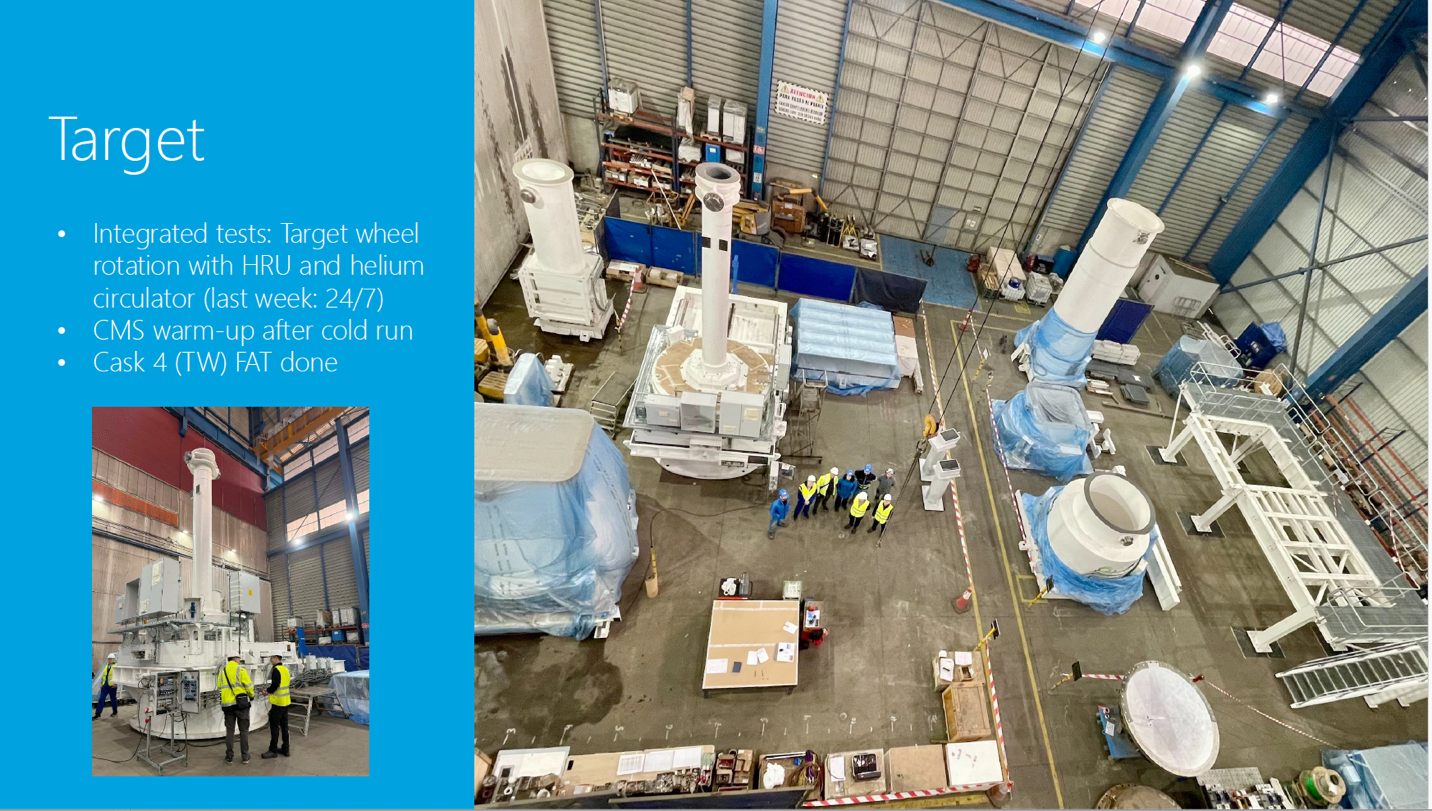 Target
• Integrated tests: Target wheel
rotation with HRU and helium
circulator (last week: 24/7)
• CMS warm-up after cold run
• Cask 4 (TW) FAT done